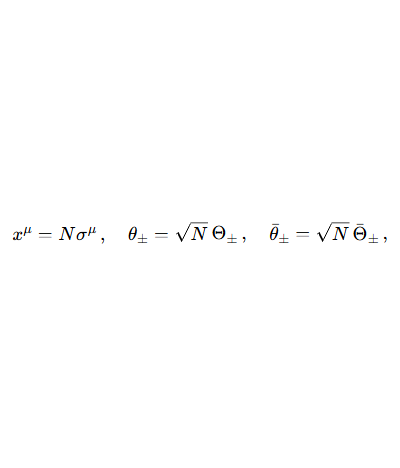 x^μ = Nσ^μ , θ_± = √N Θ_± , θ̄_± = √N Θ̄_± ,